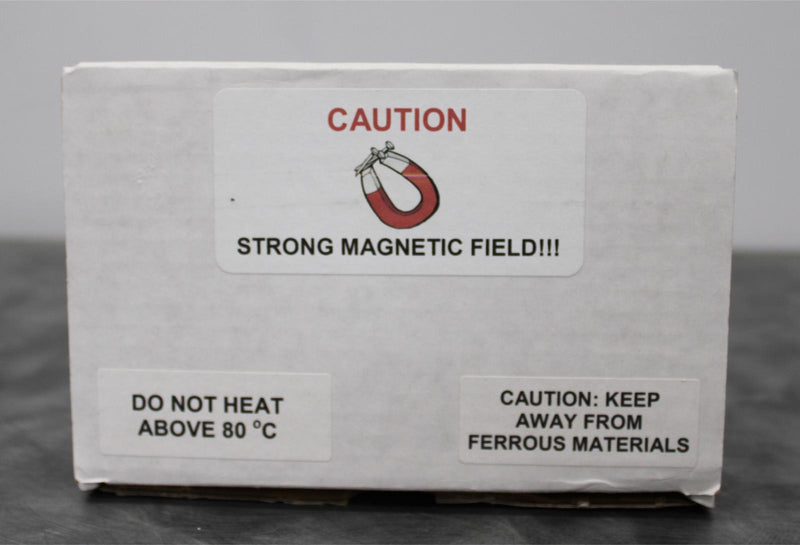 CAUTION
STRONG MAGNETIC FIELD!!!
DO NOT HEAT
ABOVE 80 °C
CAUTION: KEEP
AWAY FROM
FERROUS MATERIALS